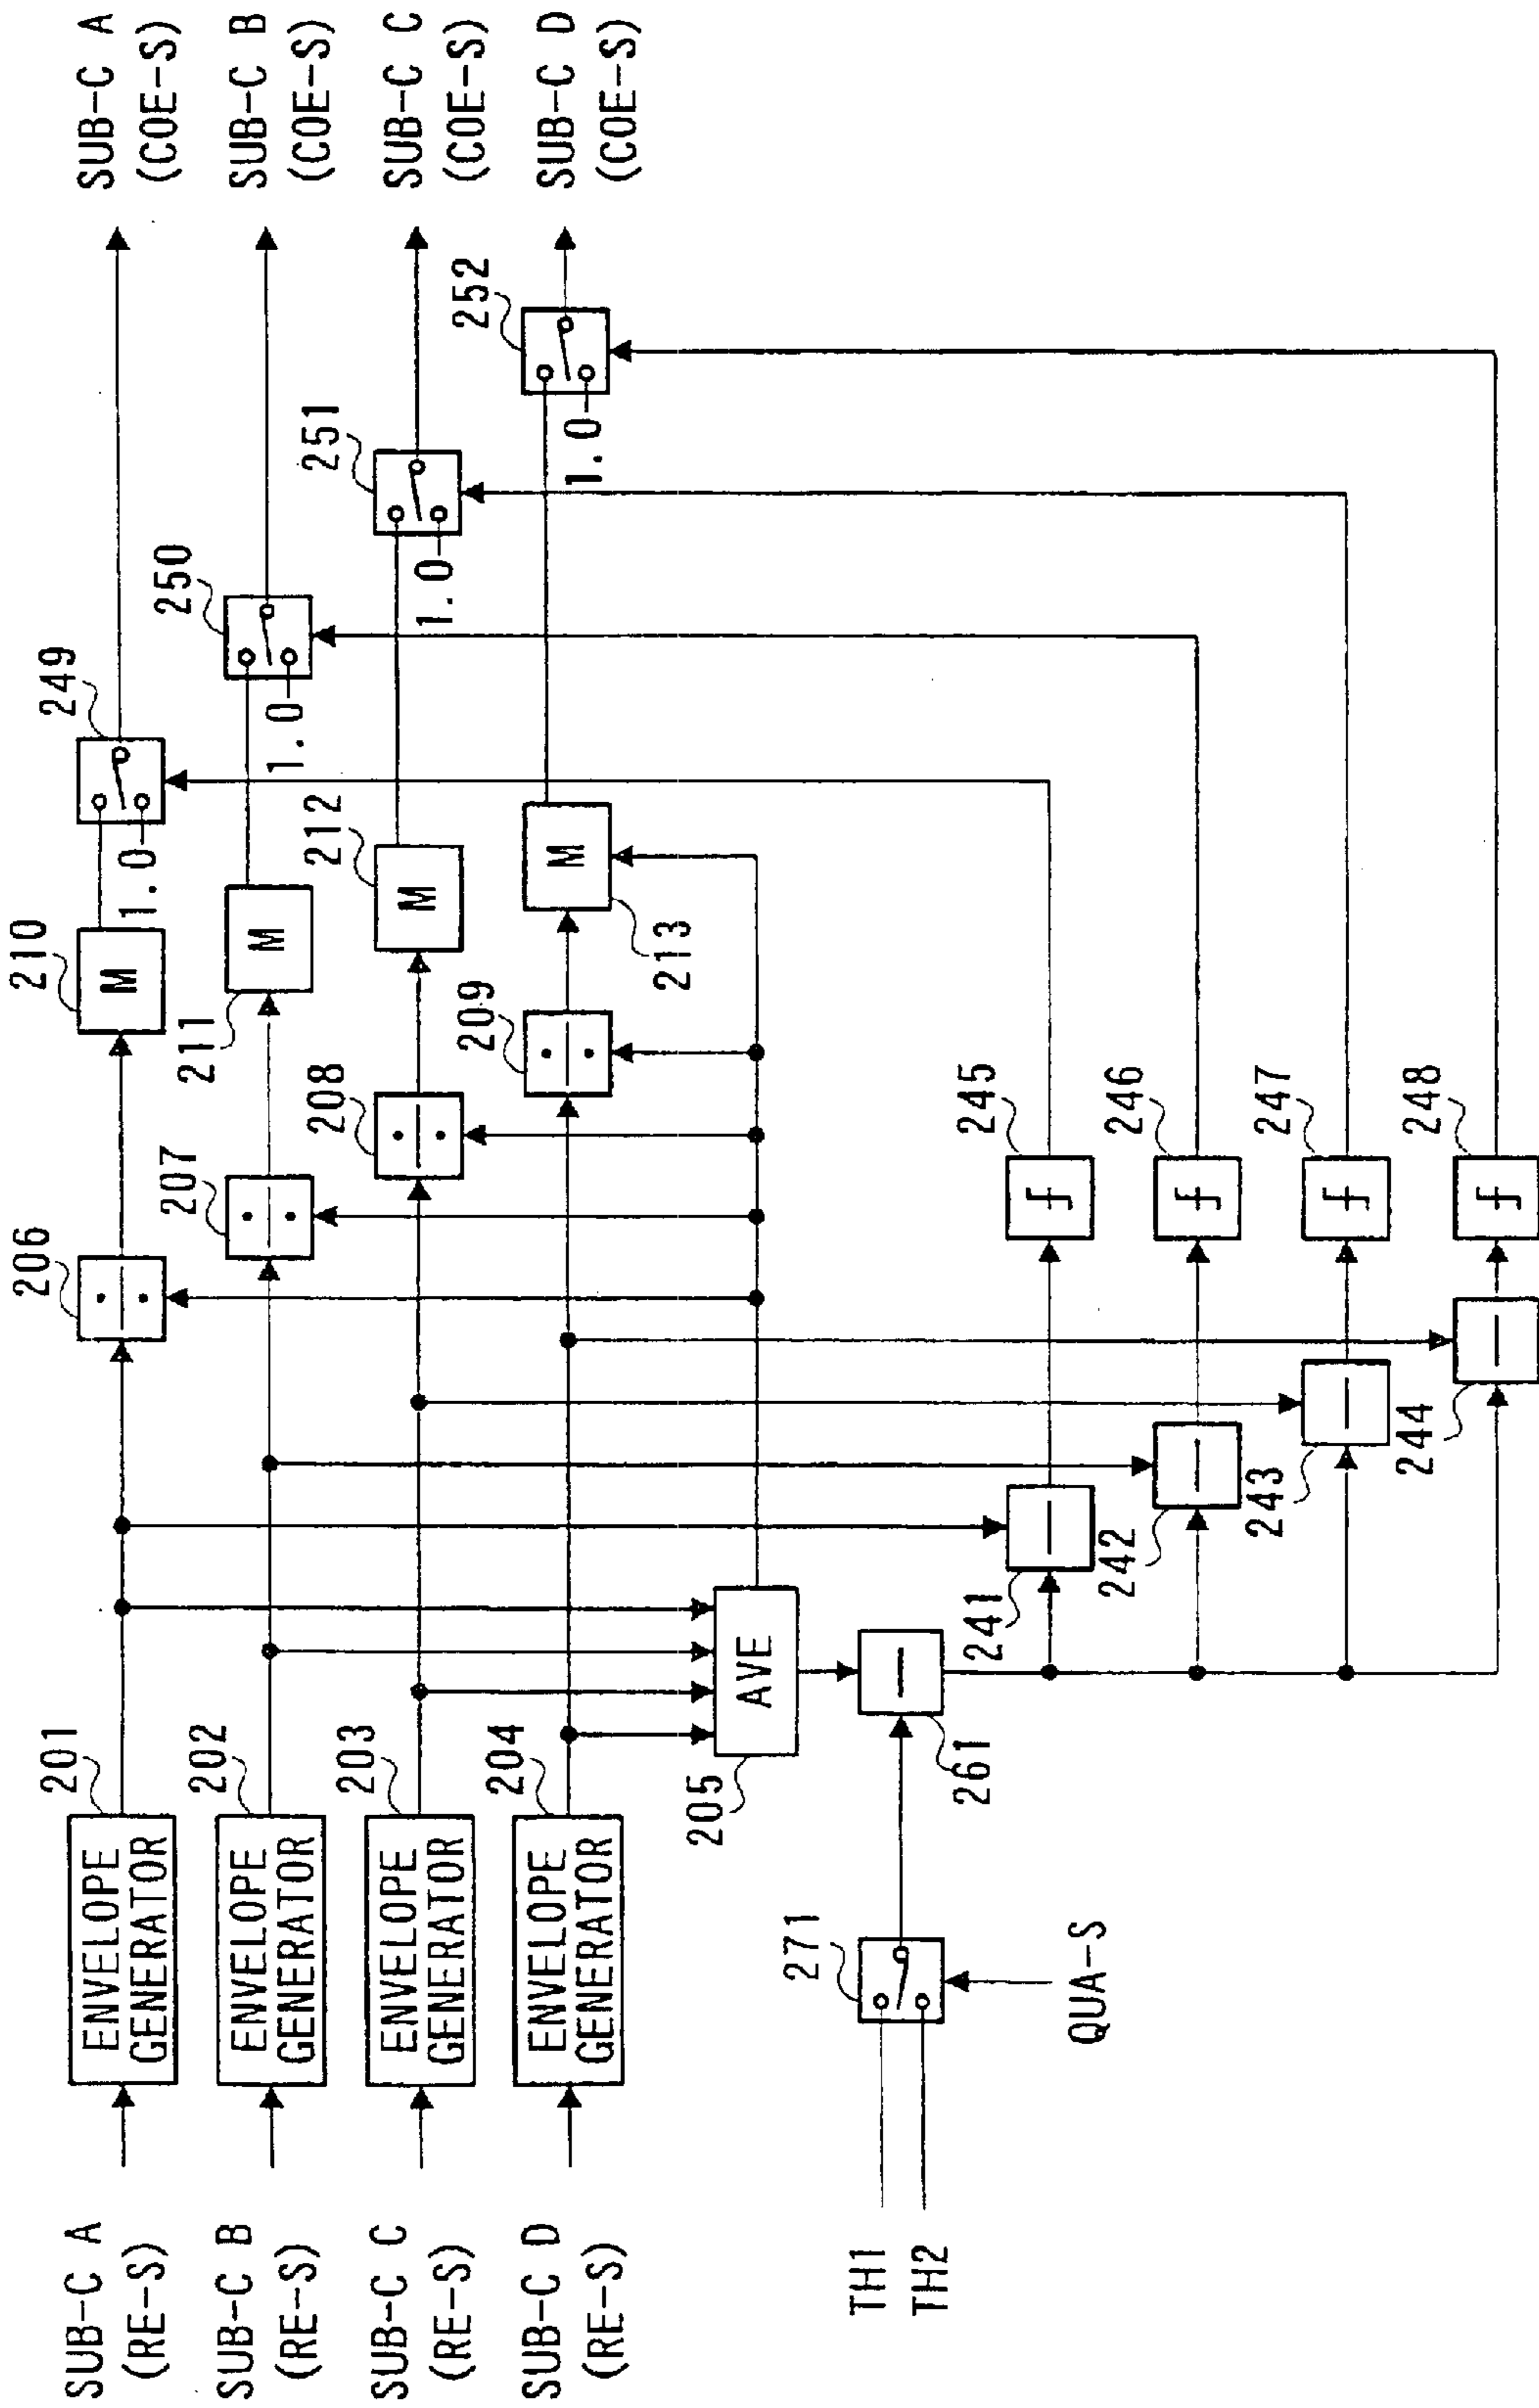 SUB-C A
(RE-S)
SUB-C B
(RE-S)
SUB-C C
(RE-S)
SUB-C D
(RE-S)
201
ENVELOPE
GENERATOR
202
ENVELOPE
GENERATOR
203
ENVELOPE
GENERATOR
204
ENVELOPE
GENERATOR
205
AVE
206
207
208
209
210
M
211
M
212
M
213
M
249
1.0
250
1.0
251
1.0
252
1.0
SUB-C A
(COE-S)
SUB-C B
(COE-S)
SUB-C C
(COE-S)
SUB-C D
(COE-S)
TH1
TH2
271
QUA-S
261
241
242
243
244
245
246
247
248